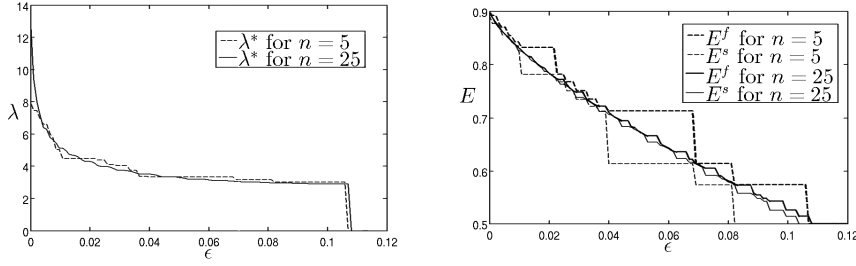 14
12
10
8
6
4
2
0
λ
λ* for n = 5
λ* for n = 25
0 0.02 0.04 0.06 0.08 0.1 0.12
ϵ
0.9
0.8
0.7
0.6
0.5
E
E^f for n = 5
E^s for n = 5
E^f for n = 25
E^s for n = 25
0 0.02 0.04 0.06 0.08 0.1 0.12
ϵ